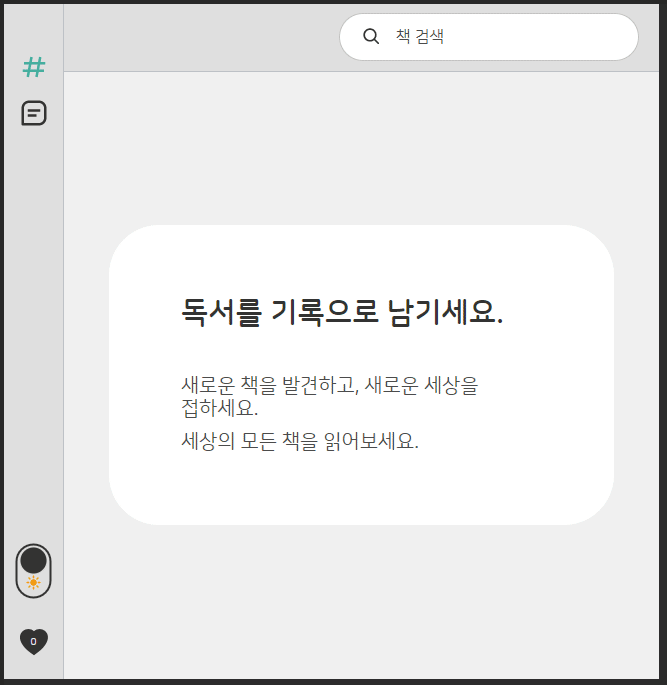 책 검색
#
독서를 기록으로 남기세요.
새로운 책을 발견하고, 새로운 세상을
접하세요.
세상의 모든 책을 읽어보세요.
0